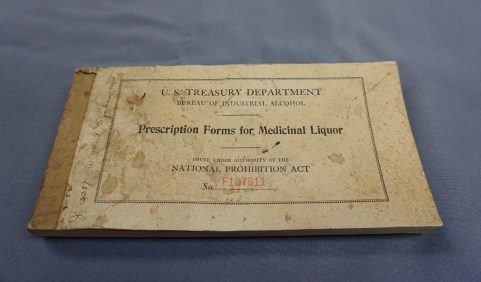 U. S. TREASURY DEPARTMENT
BUREAU OF INDUSTRIAL ALCOHOL
Prescription Forms for Medicinal Liquor
ISSUED UNDER AUTHORITY OF THE
NATIONAL PROHIBITION ACT
No. F187811